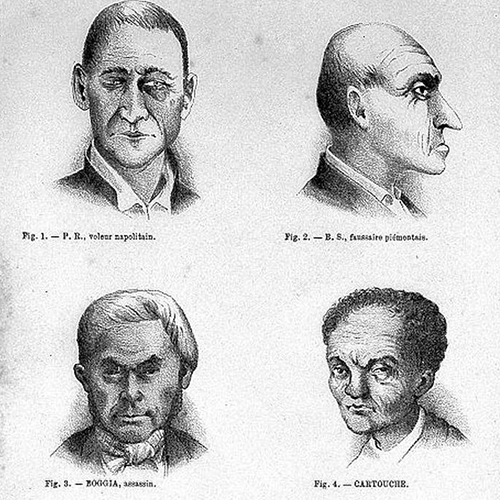 Fig. 1. — P. R., voleur napolitain.
Fig. 2. — B. S., faussaire piémontais.
Fig. 3. — BOGGIA, assassin.
Fig. 4. — CARTOUCHE.